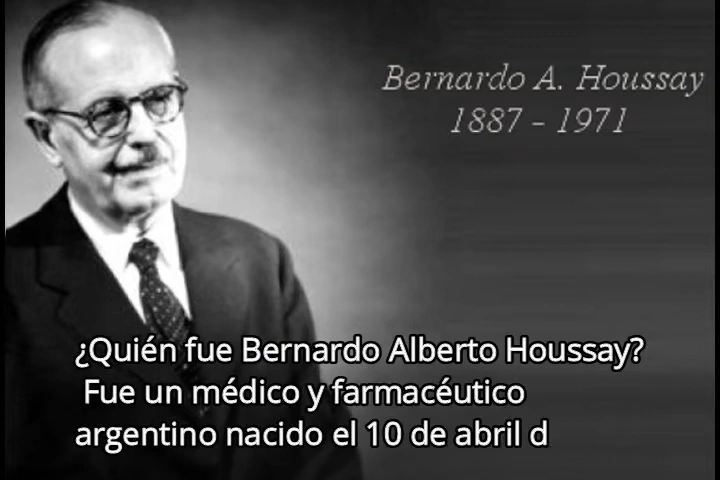 Bernardo A. Houssay
1887 - 1971
¿Quién fue Bernardo Alberto Houssay?
Fue un médico y farmacéutico
argentino nacido el 10 de abril d